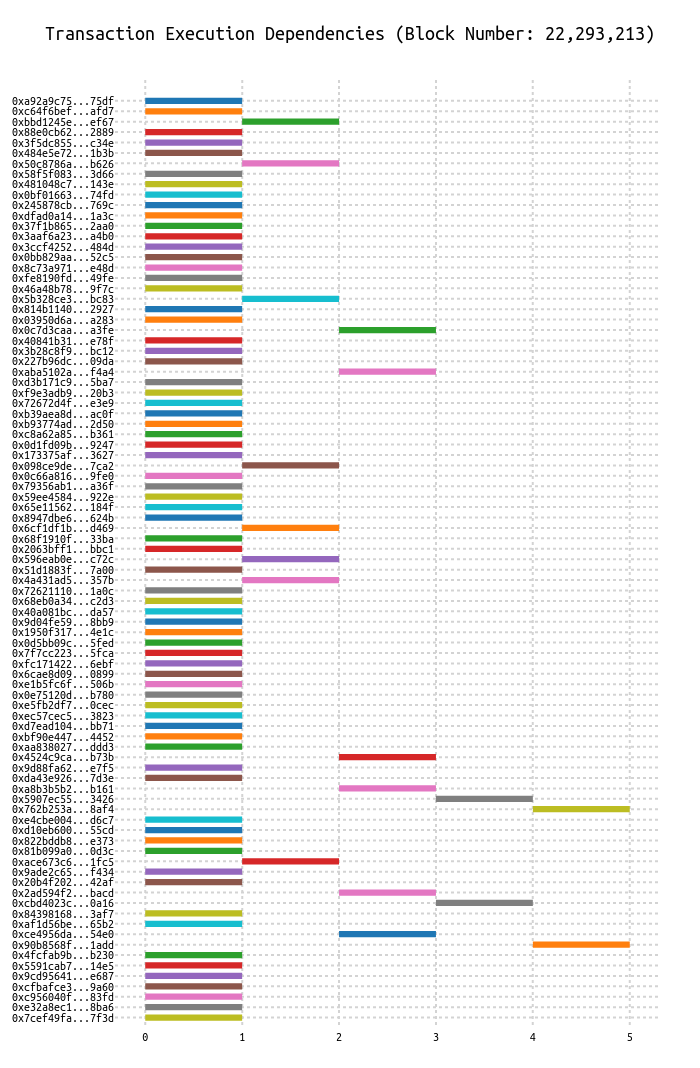 Transaction Execution Dependencies (Block Number: 22,293,213)
0xa92a9c75...75df
0xc64f6bef...afd7
0xbbd1245e...ef67
0x88e0cb62...2889
0x3f5dc855...c34e
0x484e5e72...1b3b
0x50c8786a...b626
0x58f5f083...3d66
0x481048c7...143e
0x0bf01663...74fd
0x245878cb...769c
0xdfad0a14...1a3c
0x37f1b865...2aa0
0x3aaf6a23...a4b0
0x3ccf4252...484d
0x0bb829aa...52c5
0x8c73a971...e48d
0xfe8190fd...49fe
0x46a48b78...9f7c
0x5b328ce3...bc83
0x814b1140...2927
0x03950d6a...a283
0x0c7d3caa...a3fe
0x40841b31...e78f
0x3b28c8f9...bc12
0x227b96dc...09da
0xaba5102a...f4a4
0xd3b171c9...5ba7
0xf9e3adb9...20b3
0x72672d4f...e3e9
0xb39aea8d...ac0f
0xb93774ad...2d50
0xc8a62a85...b361
0x0d1fd09b...9247
0x173375af...3627
0x098ce9de...7ca2
0x0c66a816...9fe0
0x79356ab1...a36f
0x59ee4584...922e
0x65e11562...184f
0x8947dbe6...624b
0x6cf1df1b...d469
0x68f1910f...33ba
0x2063bff1...bbc1
0x596eab0e...c72c
0x51d1883f...7a00
0x4a431ad5...357b
0x72621110...1a0c
0x68eb0a34...c2d3
0x40a081bc...da57
0x9d04fe59...8bb9
0x1950f317...4e1c
0x0d5bb09c...5fed
0x7f7cc223...5fca
0xfc171422...6ebf
0x6cae8d09...0899
0xe1b5fc6f...506b
0x0e75120d...b780
0xe5fb2df7...0cec
0xec57cec5...3823
0xd7ead104...bb71
0xbf90e447...4452
0xaa838027...ddd3
0x4524c9ca...b73b
0x9d88fa62...e7f5
0xda43e926...7d3e
0xa8b3b5b2...b161
0x5907ec55...3426
0x762b253a...8af4
0xe4cbe004...d6c7
0xd10eb600...55cd
0x822bddb8...e373
0x81b099a0...0d3c
0xace673c6...1fc5
0x9ade2c65...f434
0x20b4f202...42af
0x2ad594f2...bacd
0xcbd4023c...0a16
0x84398168...3af7
0xaf1d56be...65b2
0xce4956da...54e0
0x90b8568f...1add
0x4fcfab9b...b230
0x5591cab7...14e5
0x9cd95641...e687
0xcfbafce3...9a60
0xc956040f...83fd
0xe32a8ec1...8ba6
0x7cef49fa...7f3d
0 1 2 3 4 5